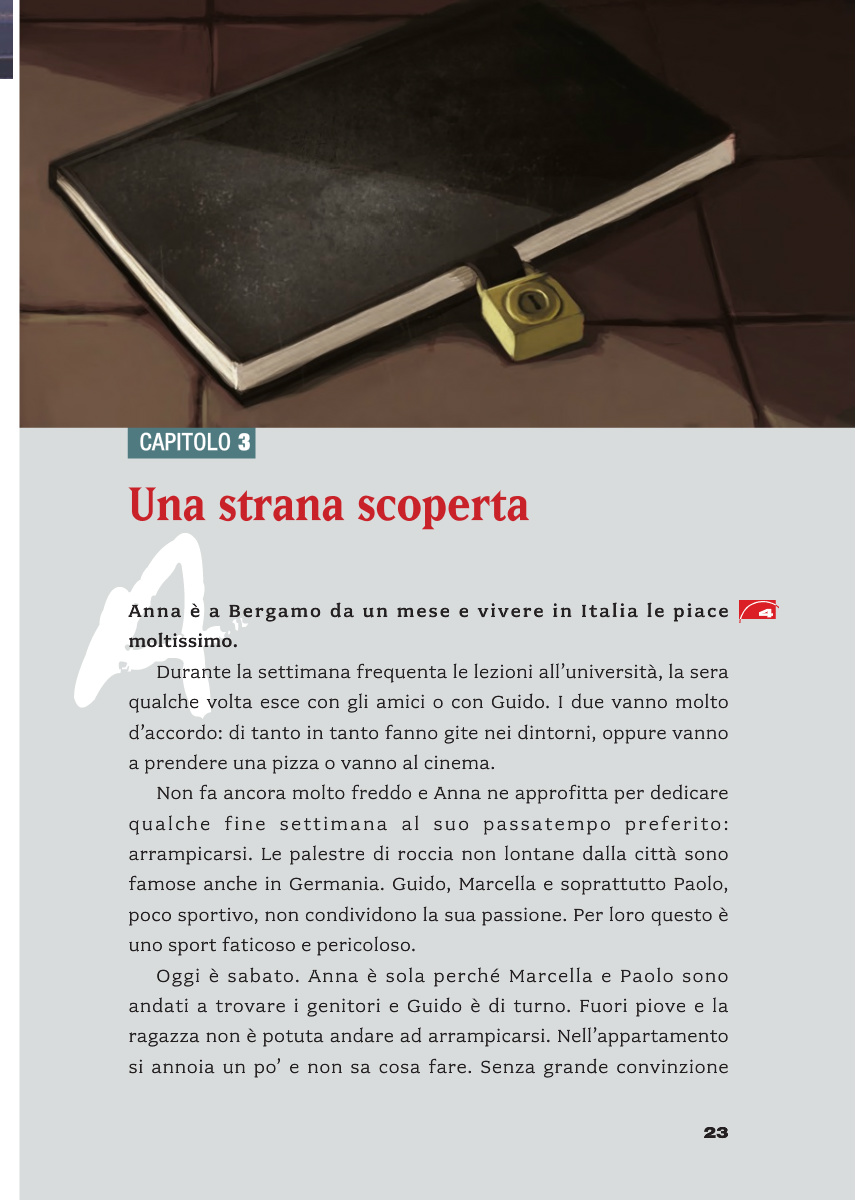 CAPITOLO 3
Una strana scoperta
Anna è a Bergamo da un mese e vivere in Italia le piace
4
moltissimo.
Durante la settimana frequenta le lezioni all’università, la sera
qualche volta esce con gli amici o con Guido. I due vanno molto
d’accordo: di tanto in tanto fanno gite nei dintorni, oppure vanno
a prendere una pizza o vanno al cinema.
Non fa ancora molto freddo e Anna ne approfitta per dedicare
qualche fine settimana al suo passatempo preferito:
arrampicarsi. Le palestre di roccia non lontane dalla città sono
famose anche in Germania. Guido, Marcella e soprattutto Paolo,
poco sportivo, non condividono la sua passione. Per loro questo è
uno sport faticoso e pericoloso.
Oggi è sabato. Anna è sola perché Marcella e Paolo sono
andati a trovare i genitori e Guido è di turno. Fuori piove e la
ragazza non è potuta andare ad arrampicarsi. Nell’appartamento
si annoia un po’ e non sa cosa fare. Senza grande convinzione
23